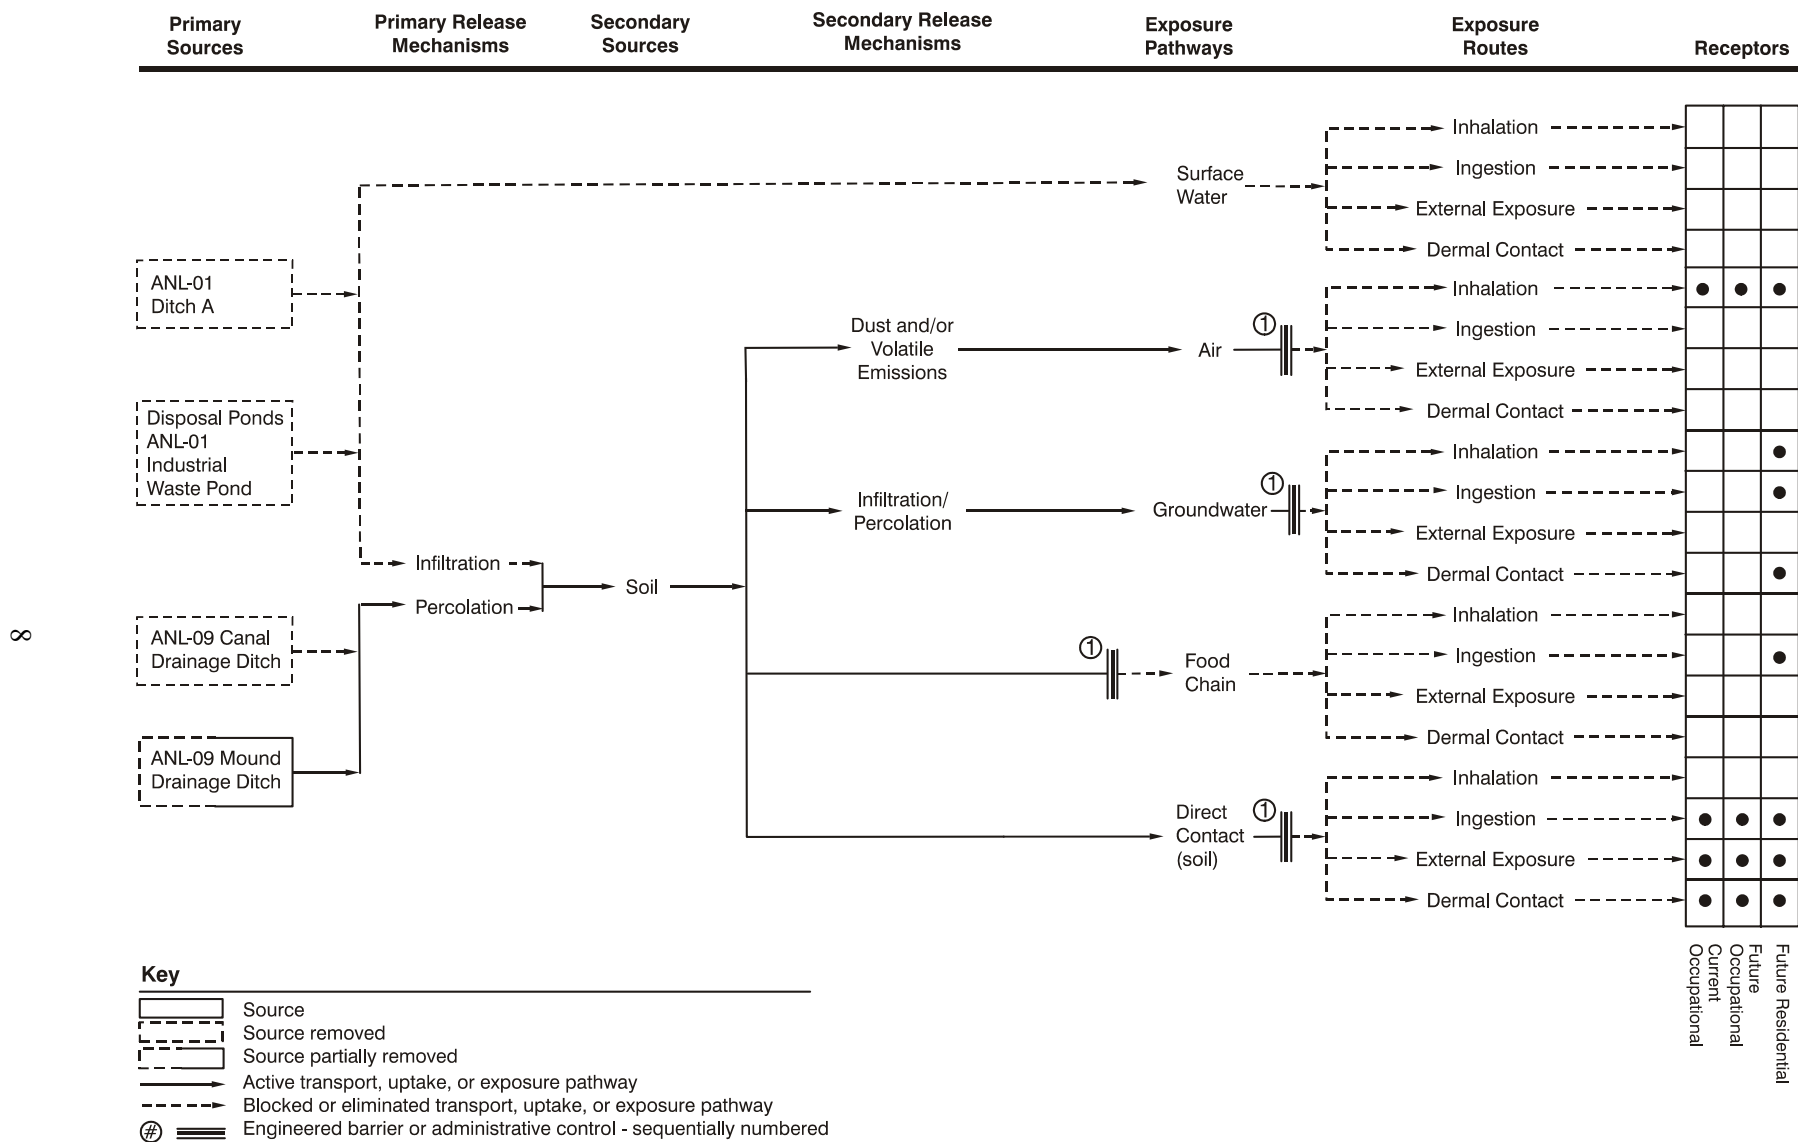 Primary
Sources
Primary Release
Mechanisms
Secondary
Sources
Secondary Release
Mechanisms
Exposure
Pathways
Exposure
Routes
Receptors
ANL-01
Ditch A
Disposal Ponds
ANL-01
Industrial
Waste Pond
ANL-09 Canal
Drainage Ditch
ANL-09 Mound
Drainage Ditch
Infiltration
Percolation
Soil
Dust and/or
Volatile
Emissions
Infiltration/
Percolation
Surface
Water
Inhalation
Ingestion
External Exposure
Dermal Contact
Air
1
Inhalation
Ingestion
External Exposure
Dermal Contact
Groundwater
1
Inhalation
Ingestion
External Exposure
Dermal Contact
1
Food
Chain
Inhalation
Ingestion
External Exposure
Dermal Contact
Direct
Contact
(soil)
1
Inhalation
Ingestion
External Exposure
Dermal Contact
Current
Occupational
Future
Occupational
Future Residential
8
Key
Source
Source removed
Source partially removed
Active transport, uptake, or exposure pathway
Blocked or eliminated transport, uptake, or exposure pathway
# Engineered barrier or administrative control - sequentially numbered